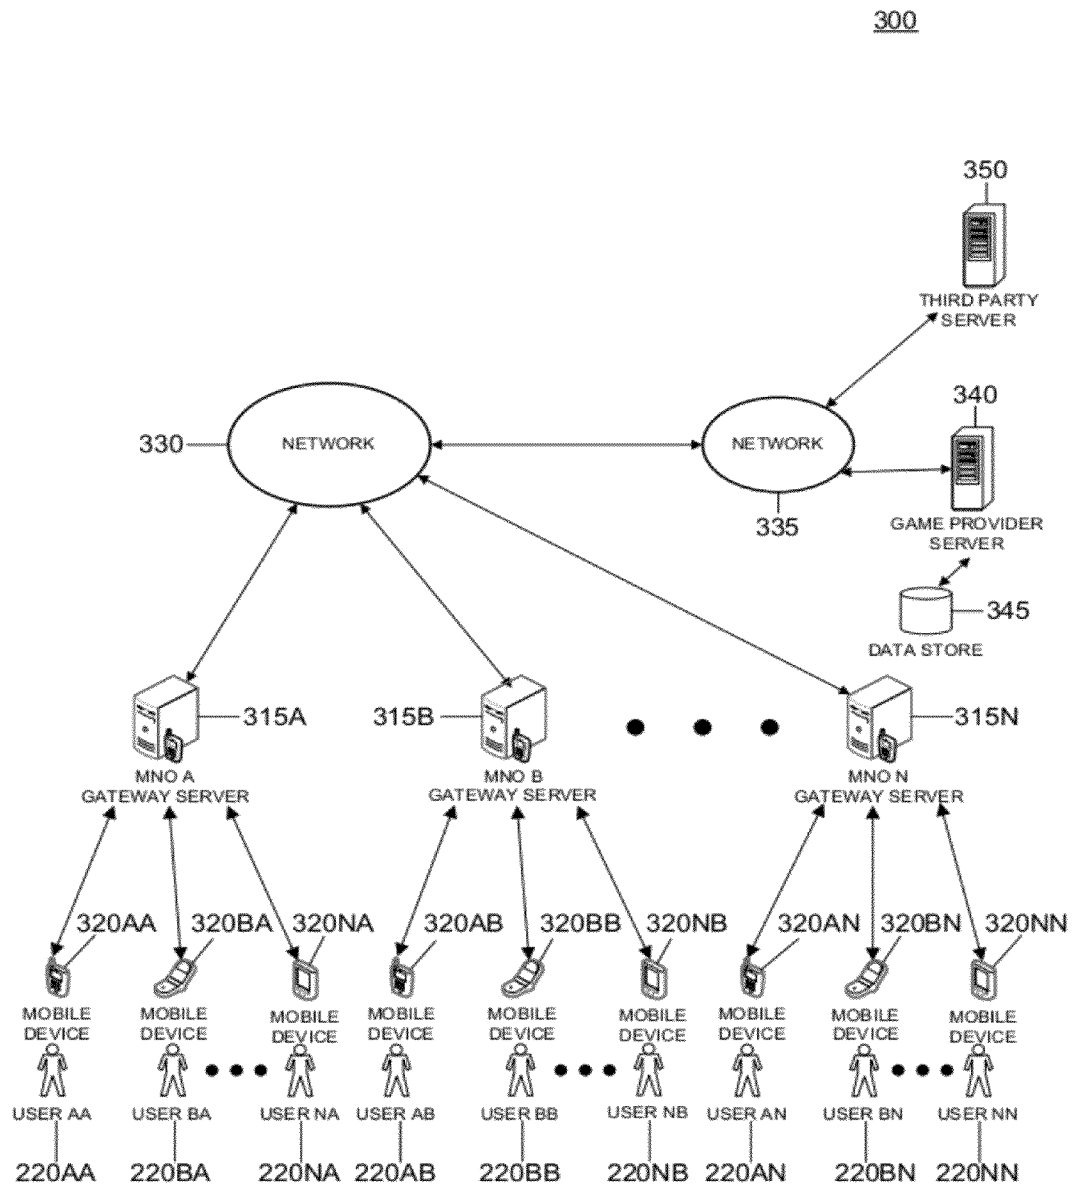 300
350
THIRD PARTY
SERVER
340
330
NETWORK
NETWORK
335
GAME PROVIDER
SERVER
345
DATA STORE
315A
315B
315N
MNO A
GATEWAY SERVER
MNO B
GATEWAY SERVER
MNO N
GATEWAY SERVER
320AA
320BA
320NA
320AB
320BB
320NB
320AN
320BN
320NN
MOBILE
DEVICE
MOBILE
DEVICE
MOBILE
DEVICE
MOBILE
DEVICE
MOBILE
DEVICE
MOBILE
DEVICE
MOBILE
DEVICE
MOBILE
DEVICE
MOBILE
DEVICE
USER AA
USER BA
USER NA
USER AB
USER BB
USER NB
USER AN
USER BN
USER NN
220AA
220BA
220NA
220AB
220BB
220NB
220AN
220BN
220NN